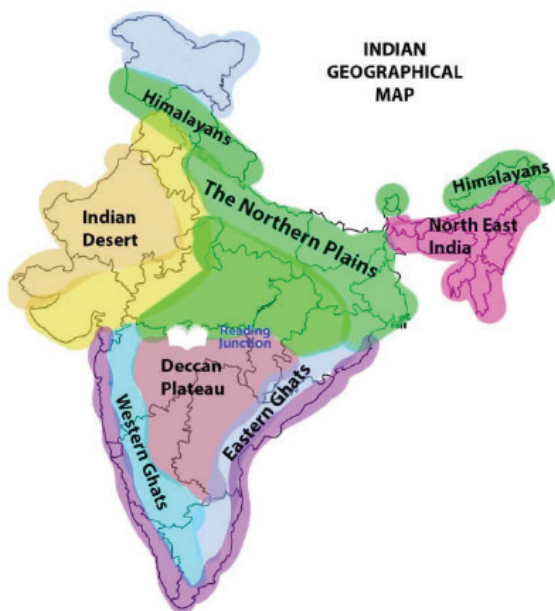 INDIAN
GEOGRAPHICAL
MAP
Himalayans
Himalayans
The Northern Plains
North East
India
Indian
Desert
Reading
Junction
Deccan
Plateau
Western Ghats
Eastern Ghats